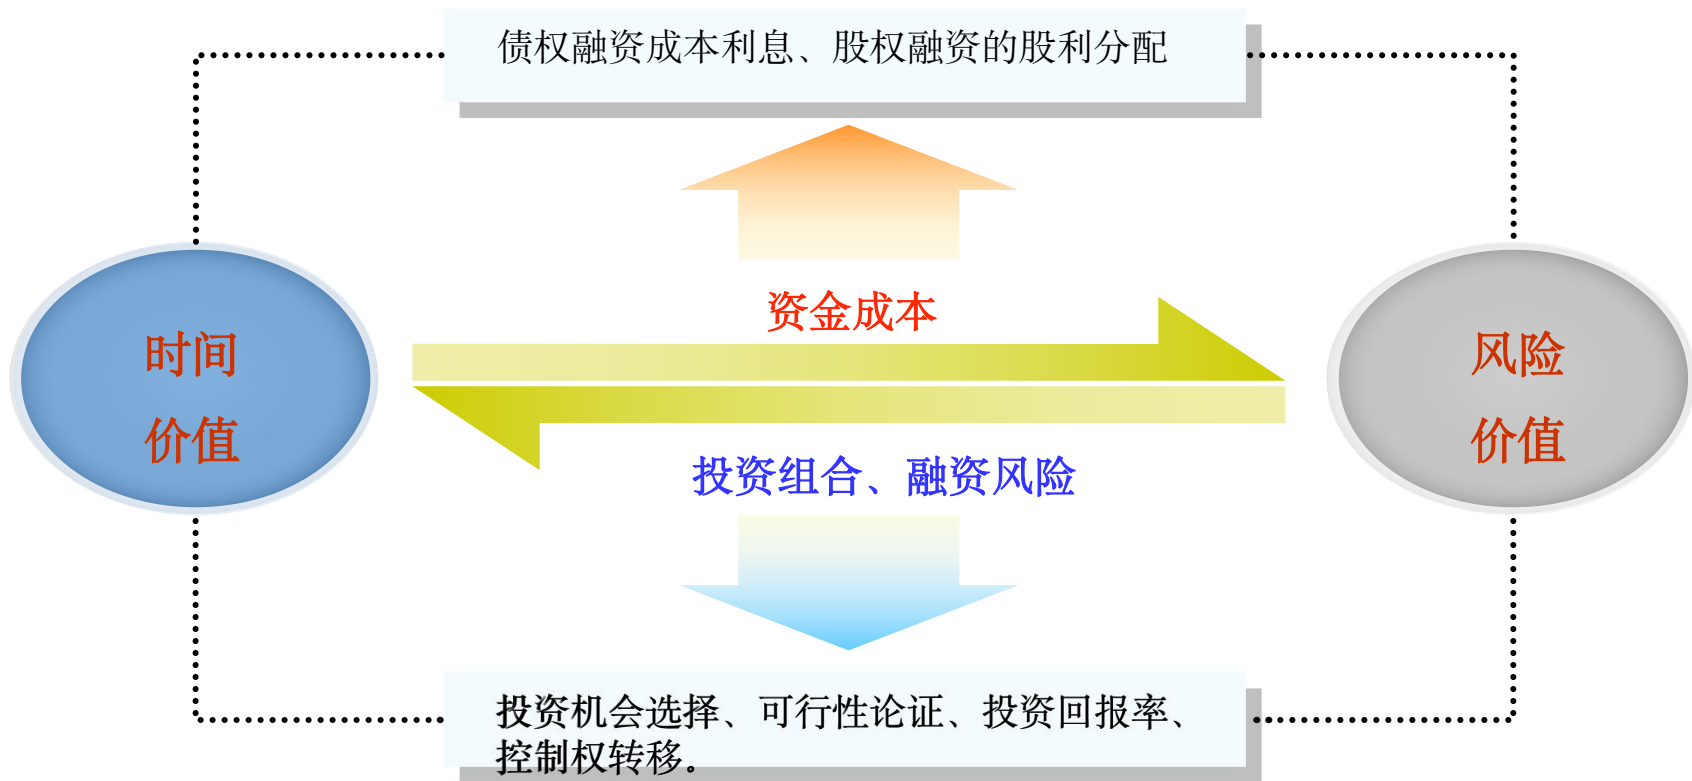 债权融资成本利息、股权融资的股利分配
资金成本
时间
价值
风险
价值
投资组合、融资风险
投资机会选择、可行性论证、投资回报率、
控制权转移。